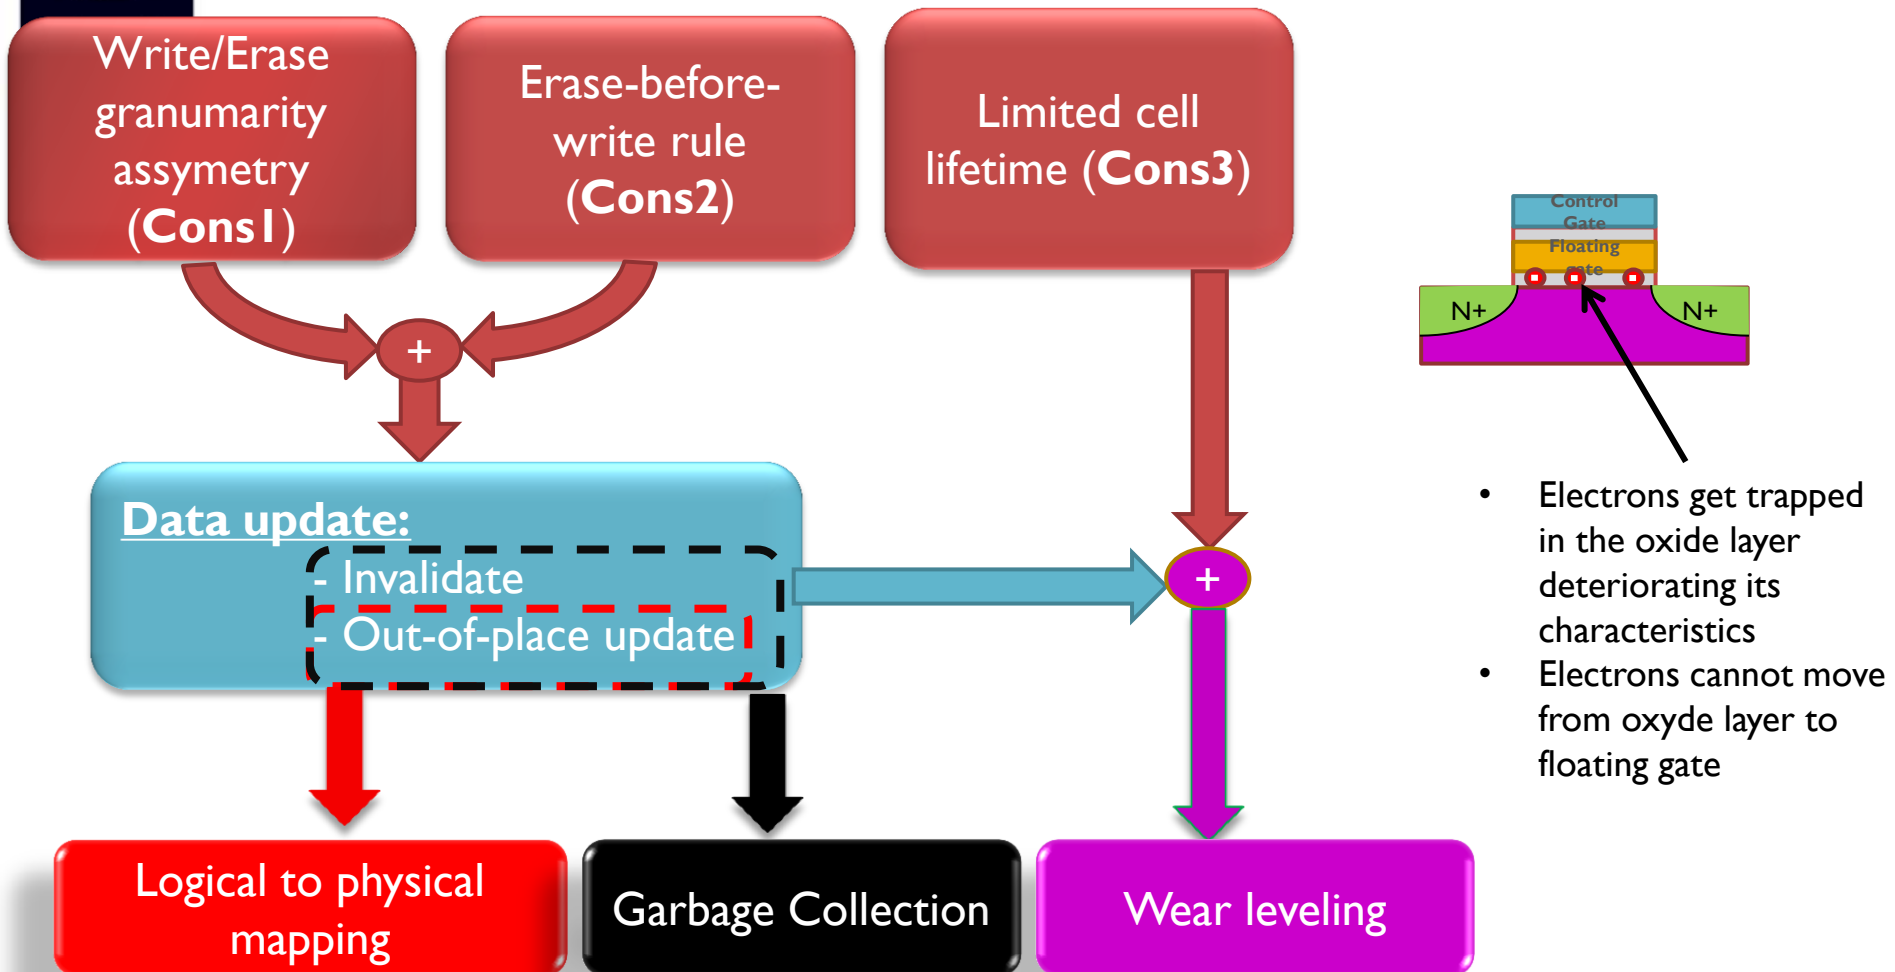 Write/Erase
granumarity
assymetry
(Cons1)
Erase-before-
write rule
(Cons2)
Limited cell
lifetime (Cons3)
+
Data update:
- Invalidate
- Out-of-place update
+
Logical to physical
mapping
Garbage Collection
Wear leveling
Control
Gate
Floating
gate
N+
N+
• Electrons get trapped
in the oxide layer
deteriorating its
characteristics
• Electrons cannot move
from oxyde layer to
floating gate